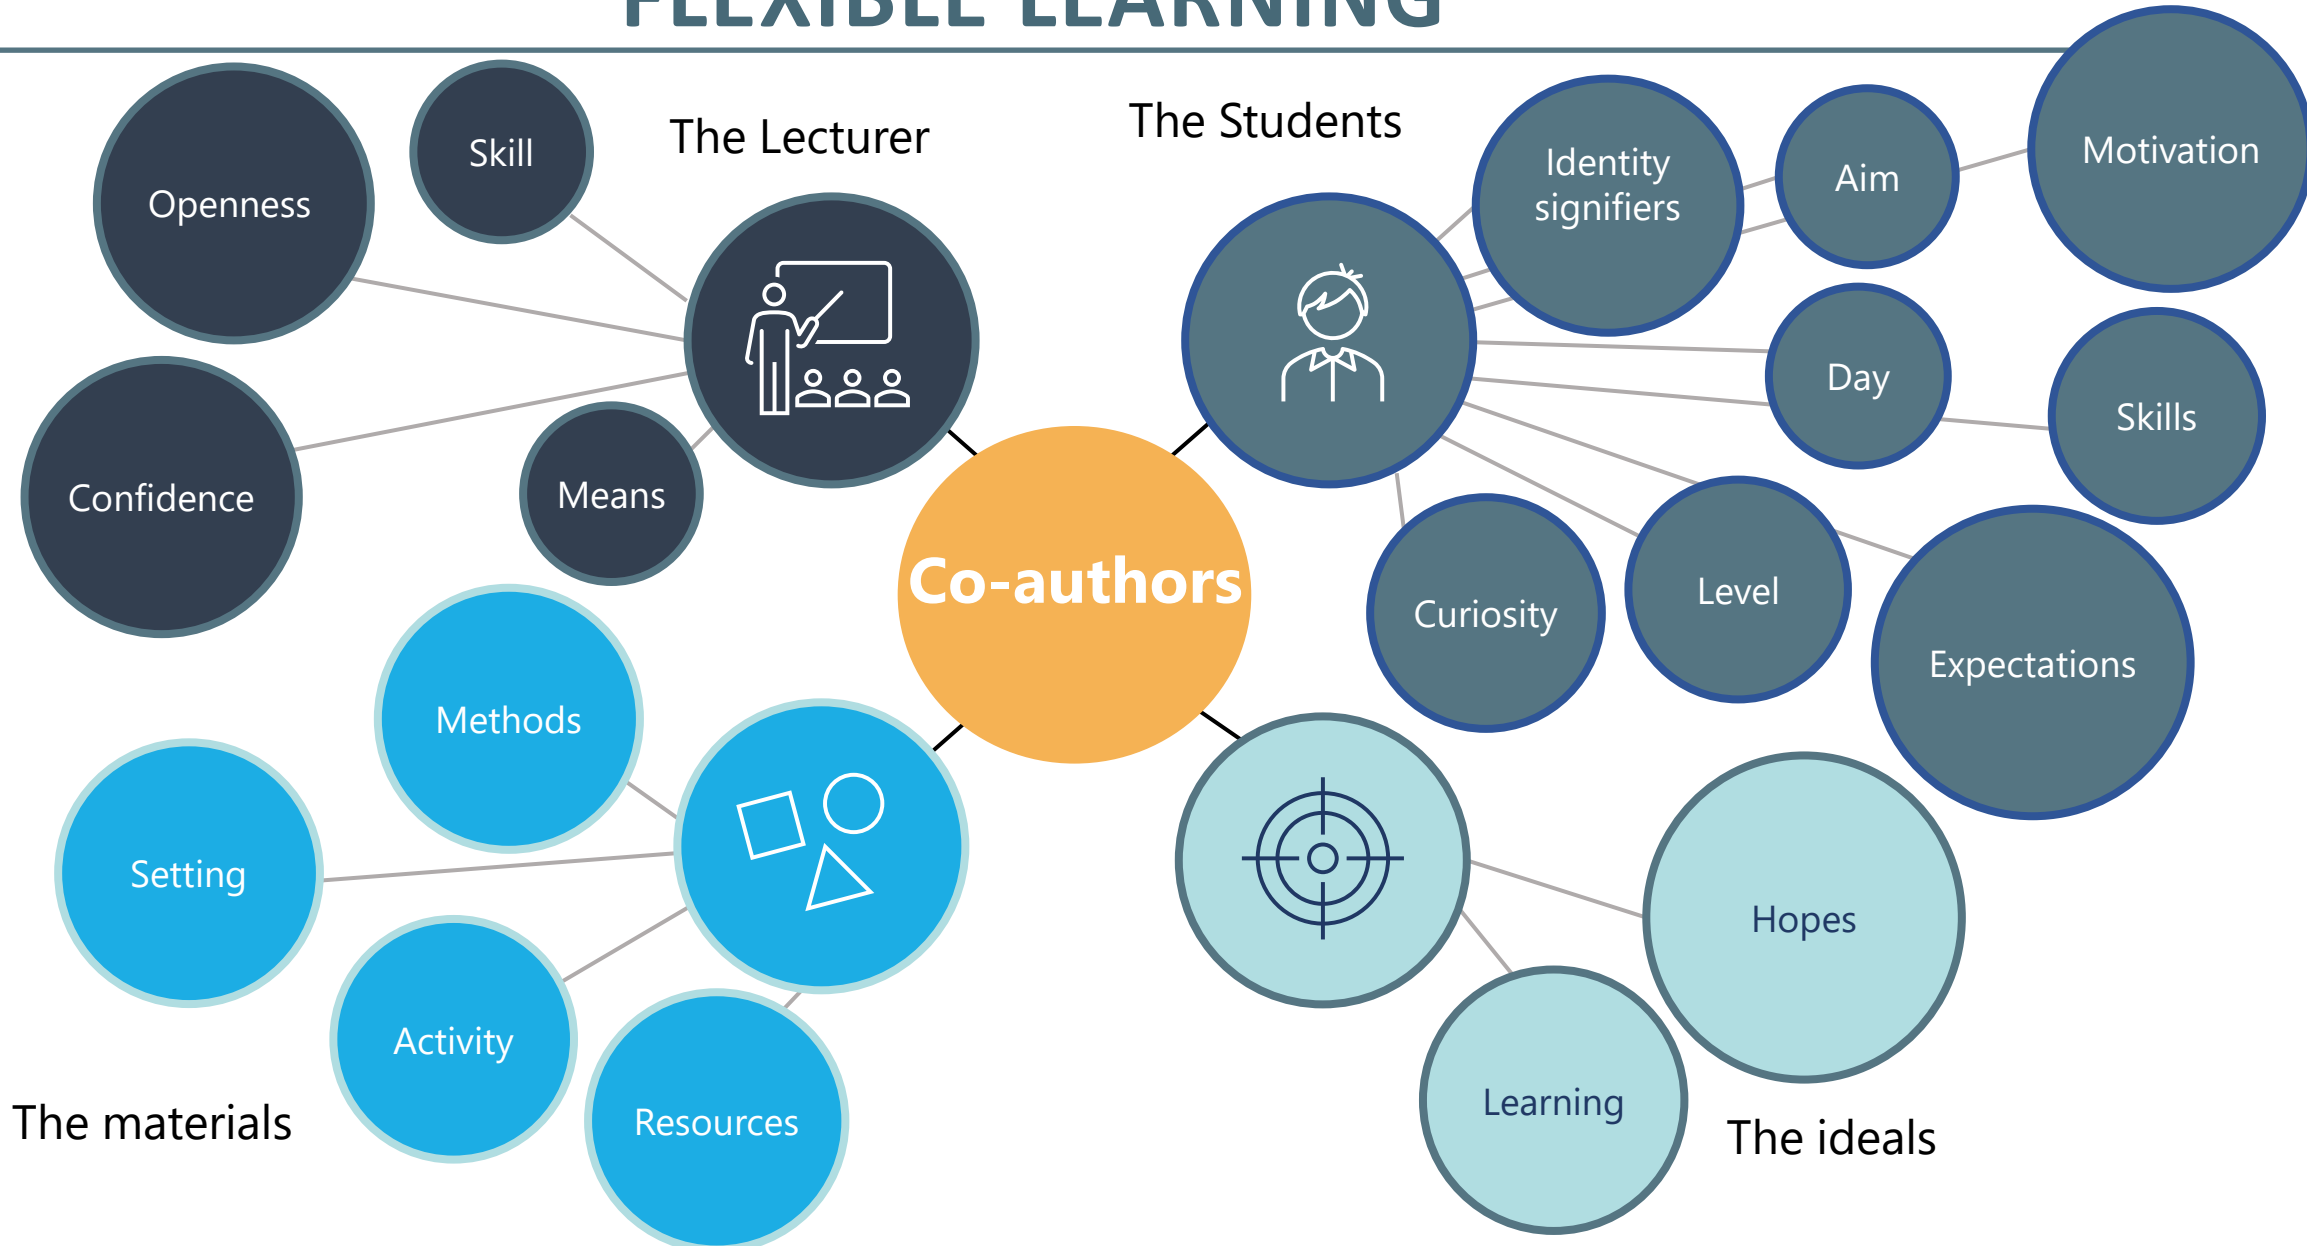 FLEXIBLE LEARNING
The Lecturer
Skill
Openness
Confidence
Means
The Students
Identity
signifiers
Aim
Motivation
Day
Skills
Curiosity
Level
Expectations
Co-authors
Methods
Setting
Activity
Resources
The materials
Hopes
Learning
The ideals